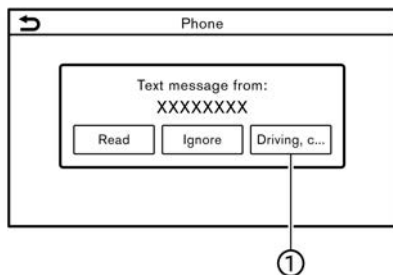 Phone
Text message from:
XXXXXXXX
Read Ignore Driving, c...
1